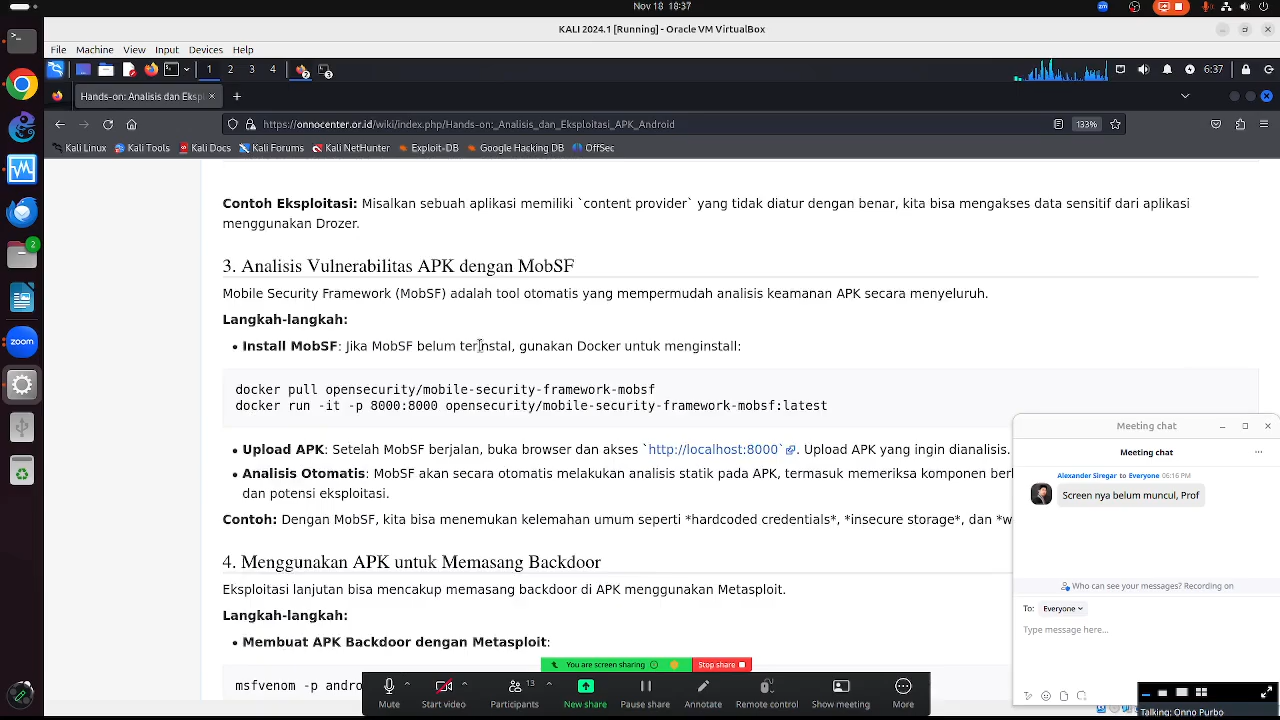 Nov 18 18:37
zm
KALI 2024.1 [Running] - Oracle VM VirtualBox
File Machine View Input Devices Help
1 2 3 4
6:37
Hands-on: Analisis dan Eksp
https://onnocenter.or.id/wiki/index.php/Hands-on:_Analisis_dan_Eksploitasi_APK_Android
133%
Kali Linux Kali Tools Kali Docs Kali Forums Kali NetHunter Exploit-DB Google Hacking DB OffSec
Contoh Eksploitasi: Misalkan sebuah aplikasi memiliki `content provider` yang tidak diatur dengan benar, kita bisa mengakses data sensitif dari aplikasi
menggunakan Drozer.
3. Analisis Vulnerabilitas APK dengan MobSF
Mobile Security Framework (MobSF) adalah tool otomatis yang mempermudah analisis keamanan APK secara menyeluruh.
Langkah-langkah:
• Install MobSF: Jika MobSF belum terinstal, gunakan Docker untuk menginstall:
docker pull opensecurity/mobile-security-framework-mobsf
docker run -it -p 8000:8000 opensecurity/mobile-security-framework-mobsf:latest
• Upload APK: Setelah MobSF berjalan, buka browser dan akses `http://localhost:8000`. Upload APK yang ingin dianalisis.
• Analisis Otomatis: MobSF akan secara otomatis melakukan analisis statik pada APK, termasuk memeriksa komponen
dan potensi eksploitasi.
Contoh: Dengan MobSF, kita bisa menemukan kelemahan umum seperti *hardcoded credentials*, *insecure storage*, dan *w
4. Menggunakan APK untuk Memasang Backdoor
Eksploitasi lanjutan bisa mencakup memasang backdoor di APK menggunakan Metasploit.
Langkah-langkah:
• Membuat APK Backdoor dengan Metasploit:
msfvenom -p andro
2
zoom
Meeting chat
Meeting chat
Alexander Siregar to Everyone 06:16 PM
Screen nya belum muncul, Prof
Who can see your messages? Recording on
To: Everyone
Type message here...
You are screen sharing
Stop share
13
Mute Start video Participants New share Pause share Annotate Remote control Show meeting More
Talking: Onno Purbo